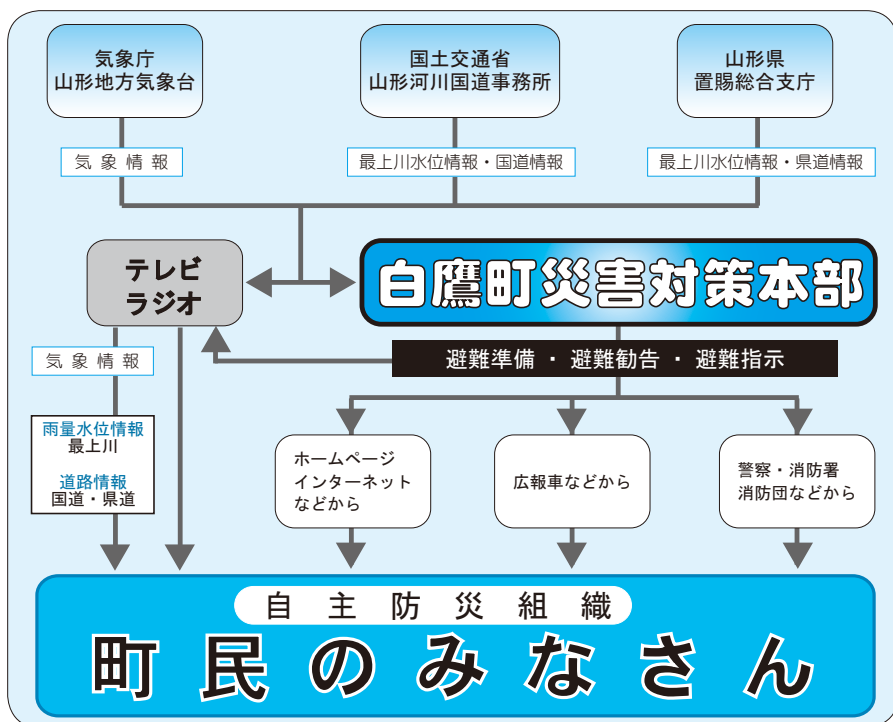 気象庁
山形地方気象台
国土交通省
山形河川国道事務所
山形県
置賜総合支庁
気象情報
最上川水位情報・国道情報
最上川水位情報・県道情報
テレビ
ラジオ
白鷹町災害対策本部
避難準備・避難勧告・避難指示
気象情報
雨量水位情報
最上川
道路情報
国道・県道
ホームページ
インターネット
などから
広報車などから
警察・消防署
消防団などから
自主防災組織
町民のみなさん